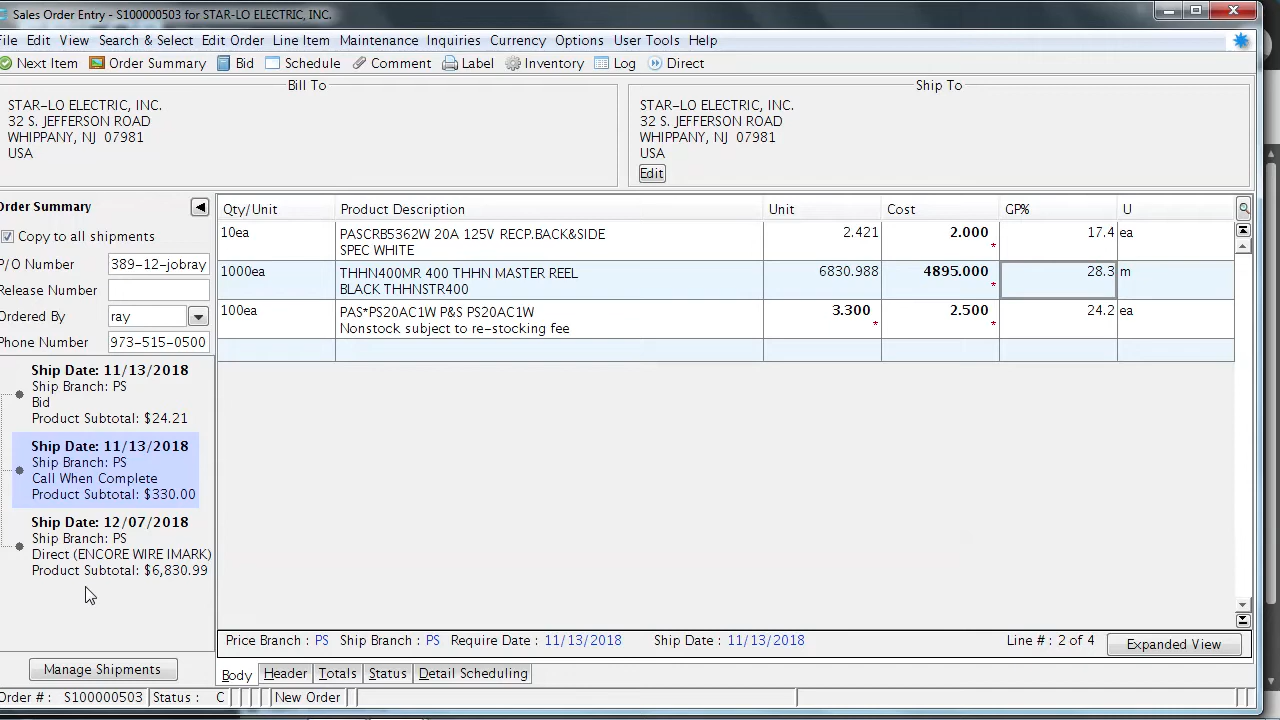 Sales Order Entry - S100000503 for STAR-LO ELECTRIC, INC.
File Edit View Search & Select Edit Order Line Item Maintenance Inquiries Currency Options User Tools Help
Next Item Order Summary Bid Schedule Comment Label Inventory Log Direct
Bill To
STAR-LO ELECTRIC, INC.
32 S. JEFFERSON ROAD
WHIPPANY, NJ 07981
USA
Ship To
STAR-LO ELECTRIC, INC.
32 S. JEFFERSON ROAD
WHIPPANY, NJ 07981
USA
Edit
Order Summary
Copy to all shipments
P/O Number 389-12-jobray
Release Number
Ordered By ray
Phone Number 973-515-0500
Ship Date: 11/13/2018
Ship Branch: PS
Bid
Product Subtotal: $24.21
Ship Date: 11/13/2018
Ship Branch: PS
Call When Complete
Product Subtotal: $330.00
Ship Date: 12/07/2018
Ship Branch: PS
Direct (ENCORE WIRE IMARK)
Product Subtotal: $6,830.99
Manage Shipments
Qty/Unit Product Description Unit Cost GP% U
10ea PASCRB5362W 20A 125V RECP.BACK&SIDE 2.421 2.000 17.4 ea
SPEC WHITE *
1000ea THHN400MR 400 THHN MASTER REEL 6830.988 4895.000 28.3 m
BLACK THHNSTR400 *
100ea PAS*PS20AC1W P&S PS20AC1W 3.300 2.500 24.2 ea
Nonstock subject to re-stocking fee * *
Price Branch : PS Ship Branch : PS Require Date : 11/13/2018 Ship Date : 11/13/2018 Line # : 2 of 4 Expanded View
Body Header Totals Status Detail Scheduling
Order # : S100000503 Status : C New Order